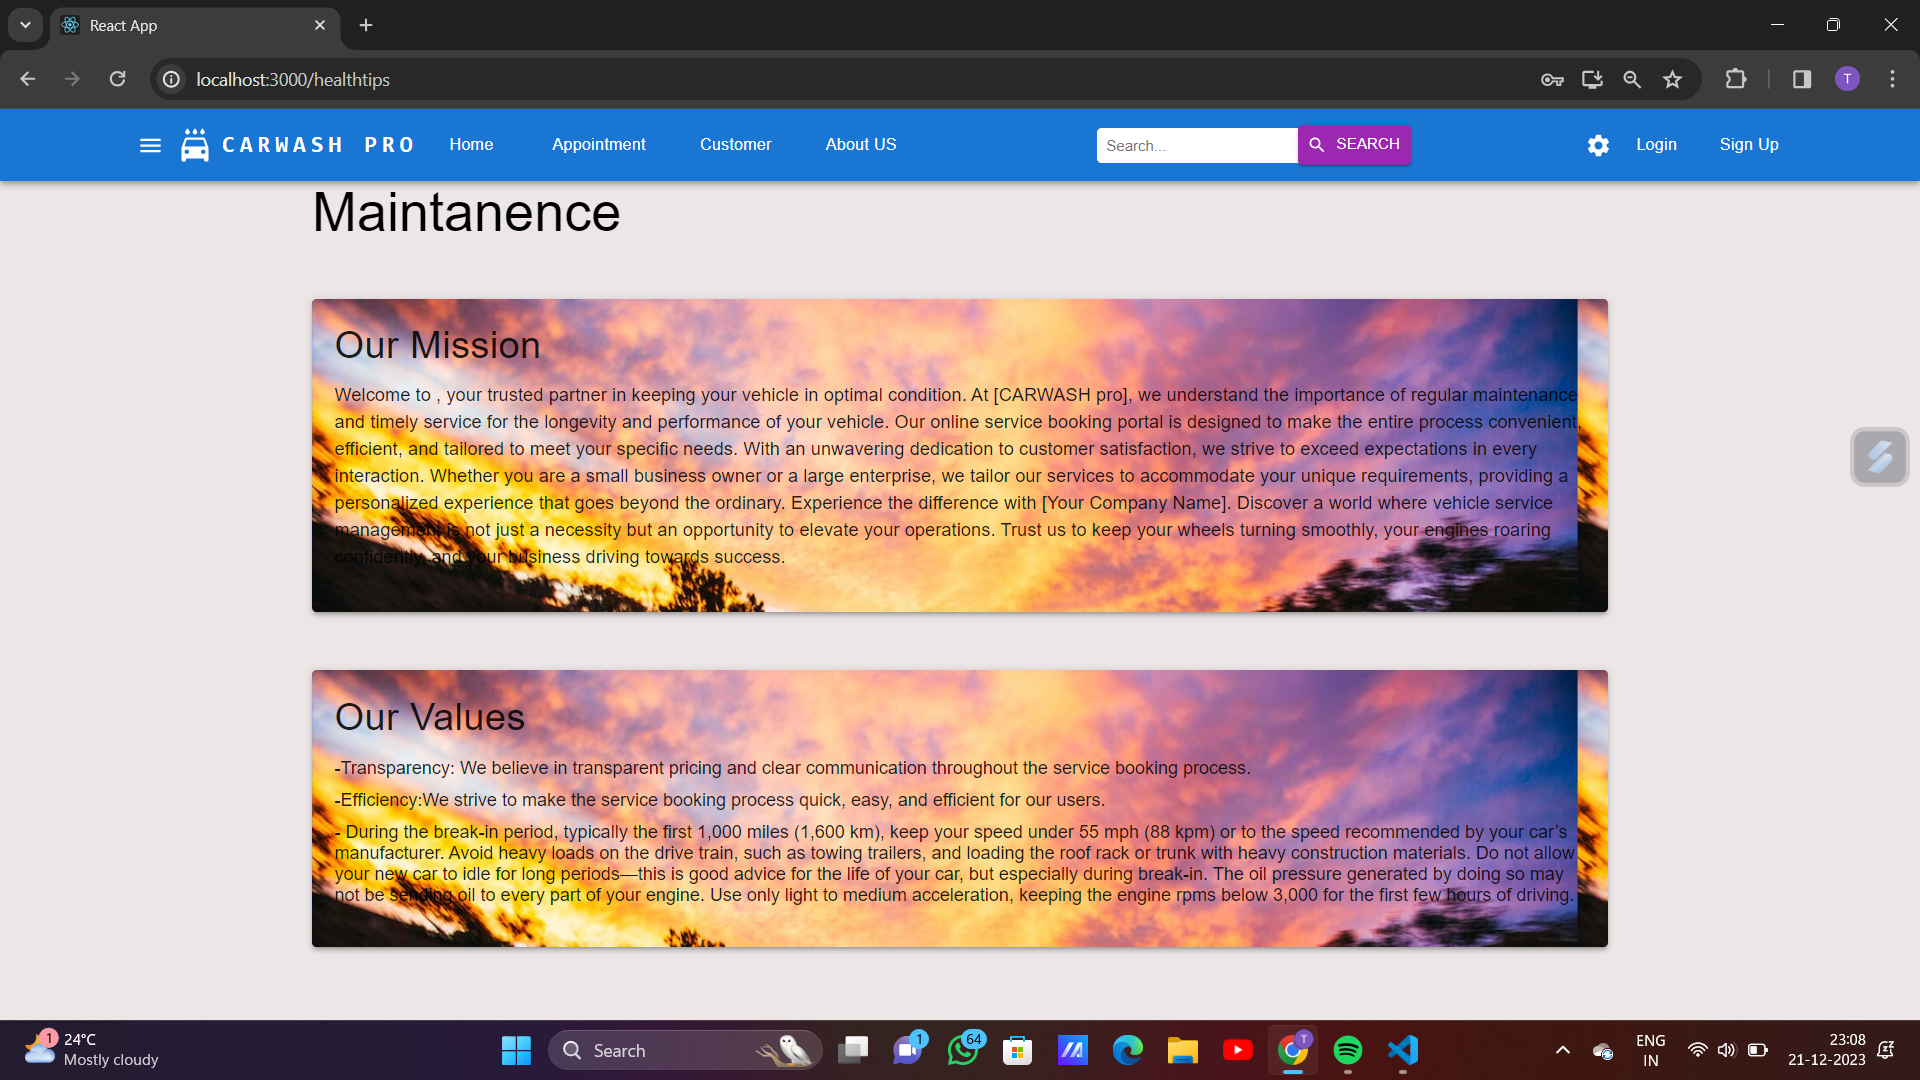 React App
localhost:3000/healthtips
T
CARWASH PRO Home Appointment Customer About US Search... SEARCH Login Sign Up
Maintanence
Our Mission
Welcome to , your trusted partner in keeping your vehicle in optimal condition. At [CARWASH pro], we understand the importance of regular maintenance
and timely service for the longevity and performance of your vehicle. Our online service booking portal is designed to make the entire process convenient,
efficient, and tailored to meet your specific needs. With an unwavering dedication to customer satisfaction, we strive to exceed expectations in every
interaction. Whether you are a small business owner or a large enterprise, we tailor our services to accommodate your unique requirements, providing a
personalized experience that goes beyond the ordinary. Experience the difference with [Your Company Name]. Discover a world where vehicle service
management is not just a necessity but an opportunity to elevate your operations. Trust us to keep your wheels turning smoothly, your engines roaring
confidently, and your business driving towards success.
Our Values
-Transparency: We believe in transparent pricing and clear communication throughout the service booking process.
-Efficiency:We strive to make the service booking process quick, easy, and efficient for our users.
- During the break-in period, typically the first 1,000 miles (1,600 km), keep your speed under 55 mph (88 kpm) or to the speed recommended by your car’s
manufacturer. Avoid heavy loads on the drive train, such as towing trailers, and loading the roof rack or trunk with heavy construction materials. Do not allow
your new car to idle for long periods—this is good advice for the life of your car, but especially during break-in. The oil pressure generated by doing so may
not be sending oil to every part of your engine. Use only light to medium acceleration, keeping the engine rpms below 3,000 for the first few hours of driving.
1 24°C
Mostly cloudy
Search
1
64
T
ENG
IN
23:08
21-12-2023